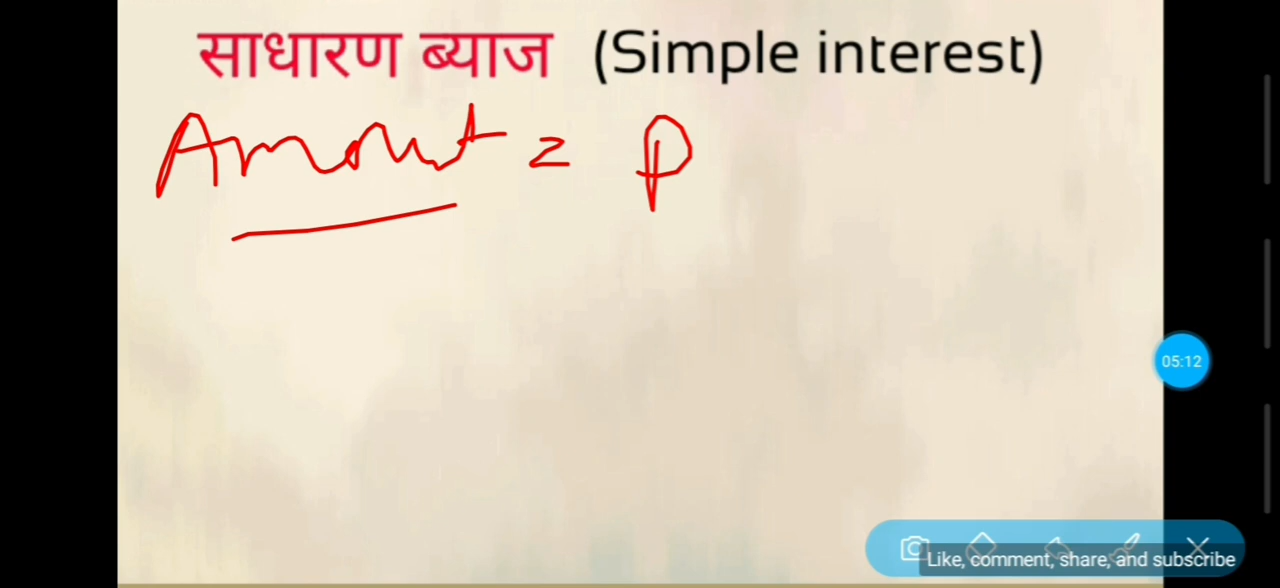 साधारण ब्याज (Simple interest)
Amount = P
05:12
Like, comment, share, and subscribe